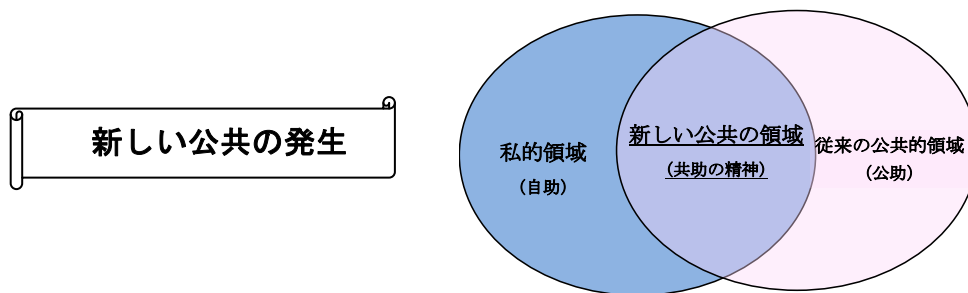 新しい公共の発生
私的領域
（自助）
新しい公共の領域
（共助の精神）
従来の公共的領域
（公助）